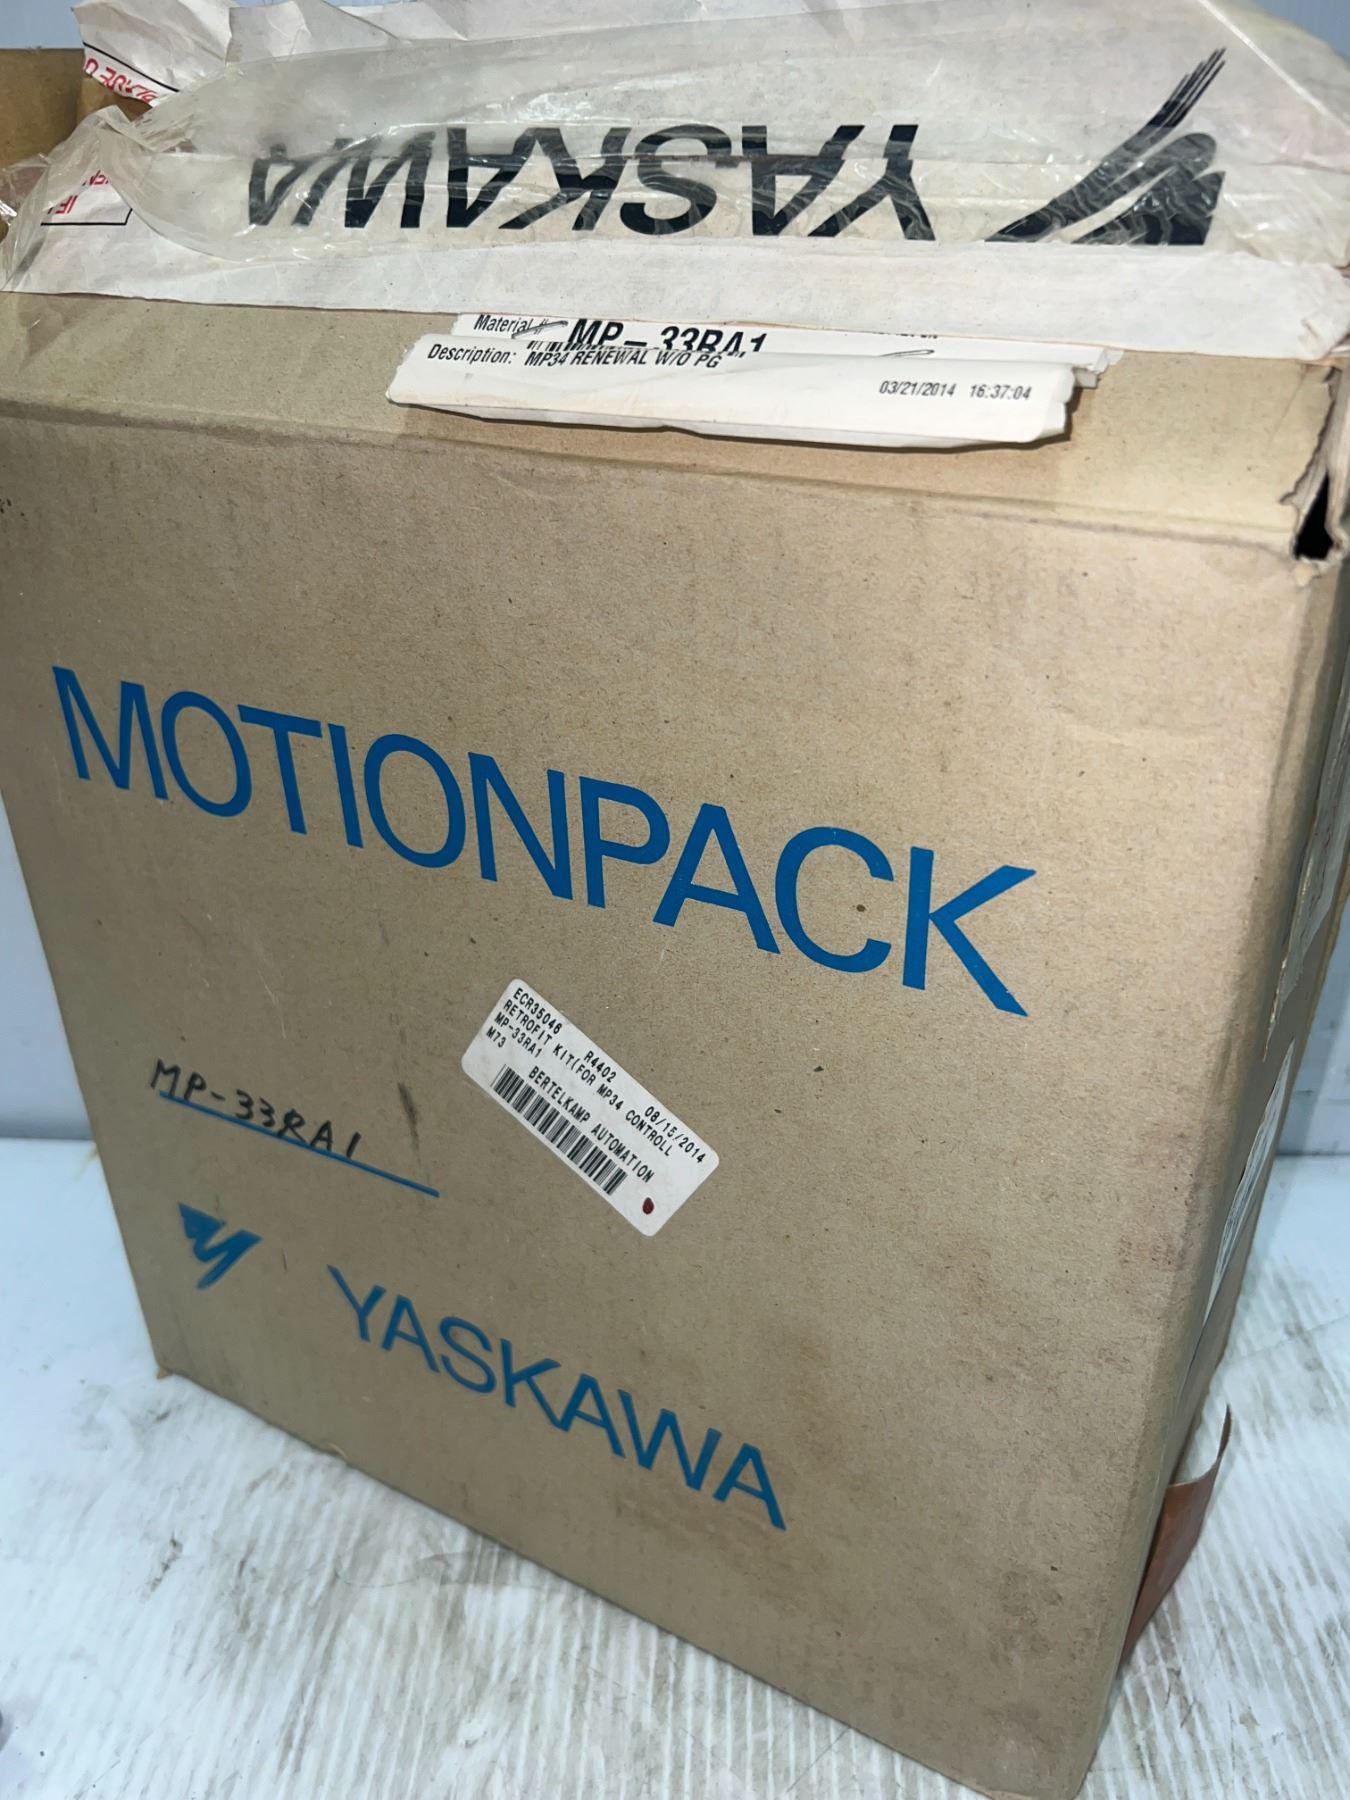 YASKAWA
Material # MP-33RA1
Description: MP34 RENEWAL W/O PG
03/21/2014 16:37:04
MOTIONPACK
ECR35046 R4402 08/15/2014
RETROFIT KIT(FOR MP34 CONTROLL
MP-33RA1
M73 BERTELKAMP AUTOMATION
MP-33RA1
YASKAWA